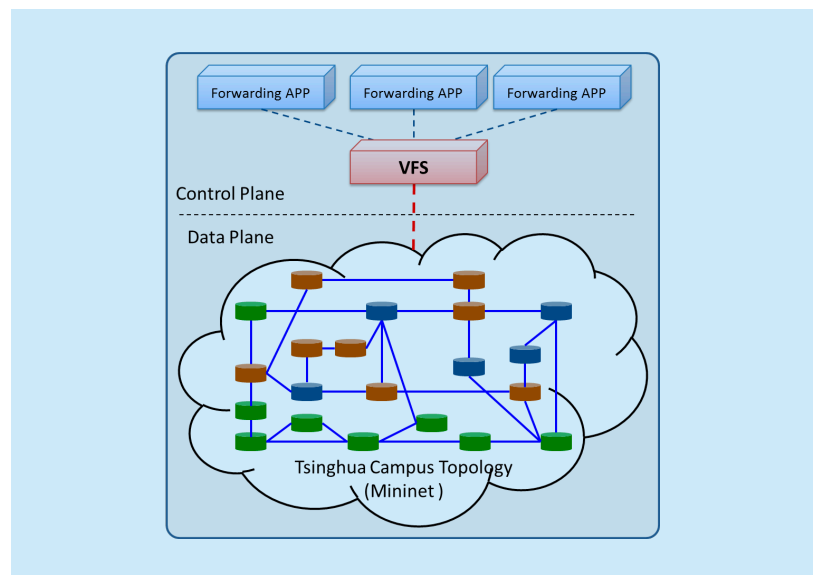 Forwarding APP
Forwarding APP
Forwarding APP
VFS
Control Plane
Data Plane
Tsinghua Campus Topology
(Mininet )